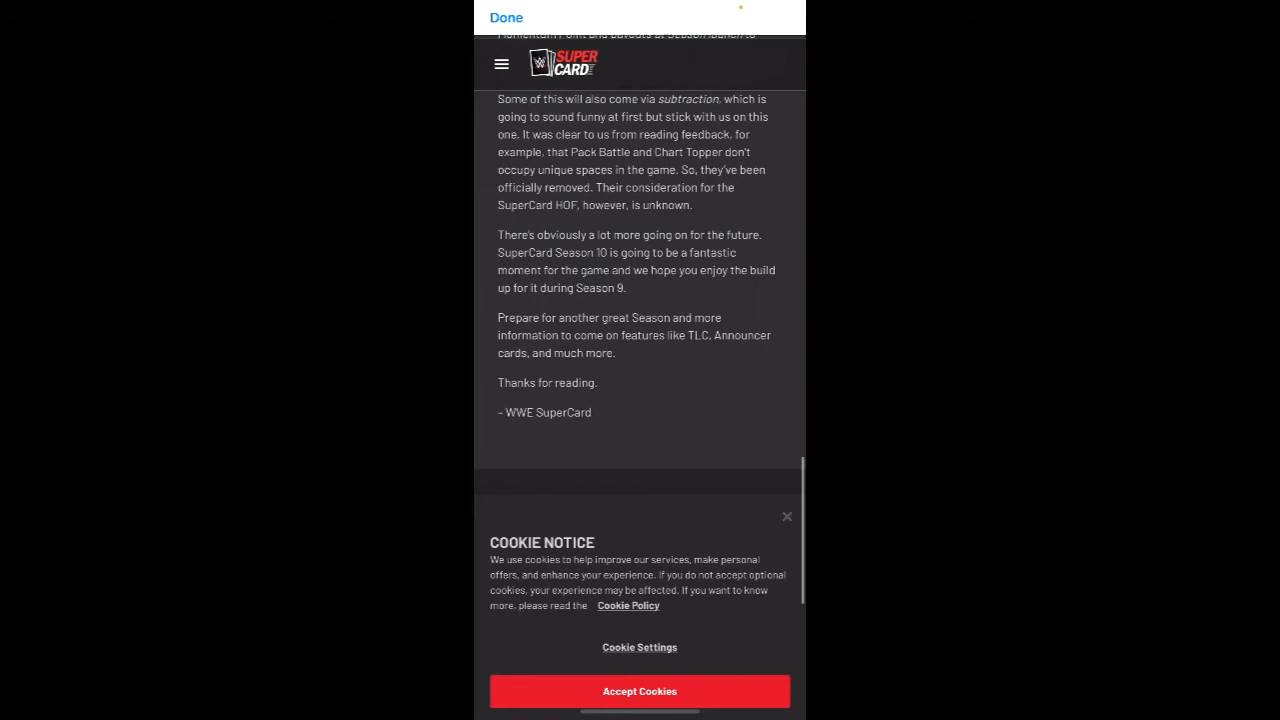 Done
SUPER
CARD
Some of this will also come via subtraction, which is
going to sound funny at first but stick with us on this
one. It was clear to us from reading feedback, for
example, that Pack Battle and Chart Topper don't
occupy unique spaces in the game. So, they've been
officially removed. Their consideration for the
SuperCard HOF, however, is unknown.
There's obviously a lot more going on for the future.
SuperCard Season 10 is going to be a fantastic
moment for the game and we hope you enjoy the build
up for it during Season 9.
Prepare for another great Season and more
information to come on features like TLC, Announcer
cards, and much more.
Thanks for reading.
– WWE SuperCard
COOKIE NOTICE
We use cookies to help improve our services, make personal
offers, and enhance your experience. If you do not accept optional
cookies, your experience may be affected. If you want to know
more, please read the Cookie Policy
Cookie Settings
Accept Cookies